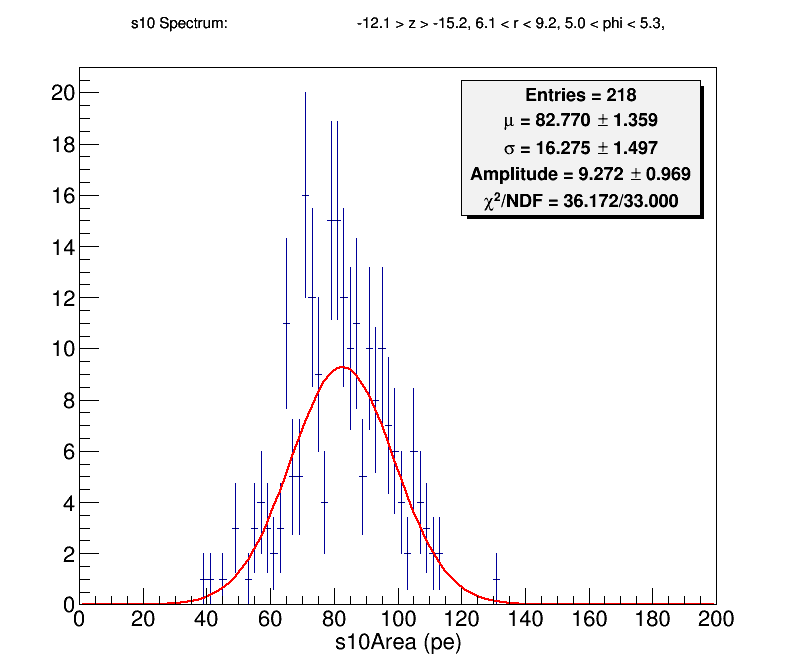 s10 Spectrum: -12.1 > z > -15.2, 6.1 < r < 9.2, 5.0 < phi < 5.3,
Entries = 218
μ = 82.770 ± 1.359
σ = 16.275 ± 1.497
Amplitude = 9.272 ± 0.969
χ²/NDF = 36.172/33.000
20
18
16
14
12
10
8
6
4
2
0
0 20 40 60 80 100 120 140 160 180 200
s10Area (pe)